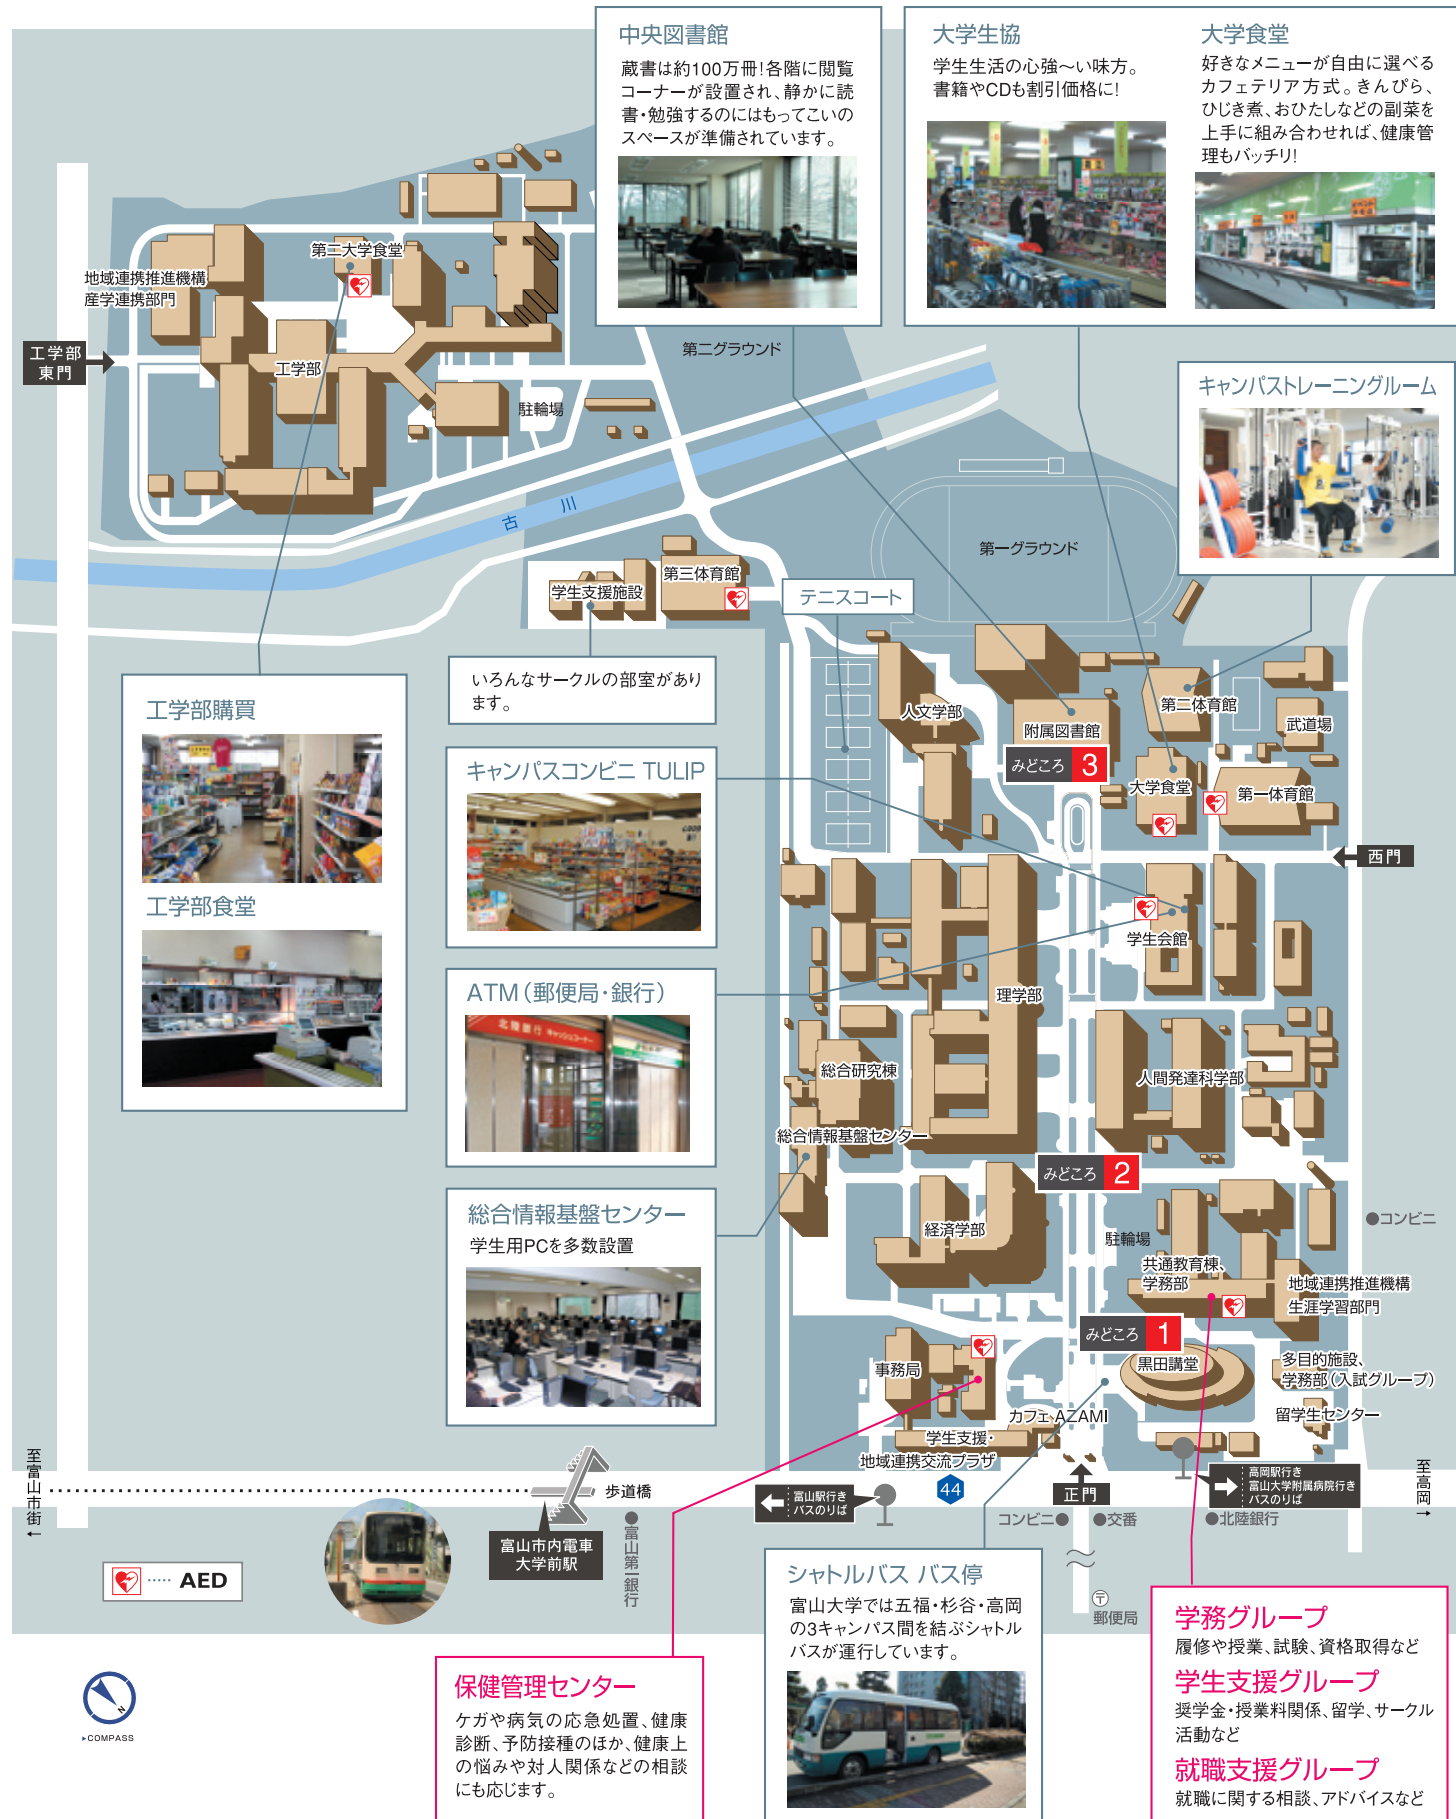 中央図書館
蔵書は約100万冊!各階に閲覧
コーナーが設置され、静かに読
書・勉強するのにはもってこいの
スペースが準備されています。
大学生協
学生生活の心強〜い味方。
書籍やCDも割引価格に!
大学食堂
好きなメニューが自由に選べる
カフェテリア方式。きんぴら、
ひじき煮、おひたしなどの副菜を
上手に組み合わせれば、健康管
理もバッチリ!
第二大学食堂
地域連携推進機構
産学連携部門
工学部
東門
工学部
駐輪場
第二グラウンド
キャンパストレーニングルーム
古川
第一グラウンド
学生支援施設
第三体育館
テニスコート
いろんなサークルの部室があり
ます。
工学部購買
工学部食堂
人文学部
附属図書館
みどころ 3
第二体育館
武道場
大学食堂
第一体育館
西門
キャンパスコンビニ TULIP
学生会館
ATM(郵便局・銀行)
北陸銀行 キャッシュコーナー
理学部
総合研究棟
人間発達科学部
総合情報基盤センター
みどころ 2
総合情報基盤センター
学生用PCを多数設置
経済学部
駐輪場
共通教育棟、
学務部
コンビニ
地域連携推進機構
生涯学習部門
みどころ 1
黒田講堂
事務局
多目的施設、
学務部(入試グループ)
留学生センター
カフェ AZAMI
学生支援・
地域連携交流プラザ
至富山市街←
歩道橋
富山市内電車
大学前駅
富山第一銀行
富山駅行き
バスのりば
44
正門
高岡駅行き
富山大学附属病院行き
バスのりば
至高岡→
コンビニ
交番
北陸銀行
〒
郵便局
AED
シャトルバス バス停
富山大学では五福・杉谷・高岡
の3キャンパス間を結ぶシャトル
バスが運行しています。
学務グループ
履修や授業、試験、資格取得など
学生支援グループ
奨学金・授業料関係、留学、サークル
活動など
就職支援グループ
就職に関する相談、アドバイスなど
保健管理センター
ケガや病気の応急処置、健康
診断、予防接種のほか、健康上
の悩みや対人関係などの相談
にも応じます。
N
COMPASS